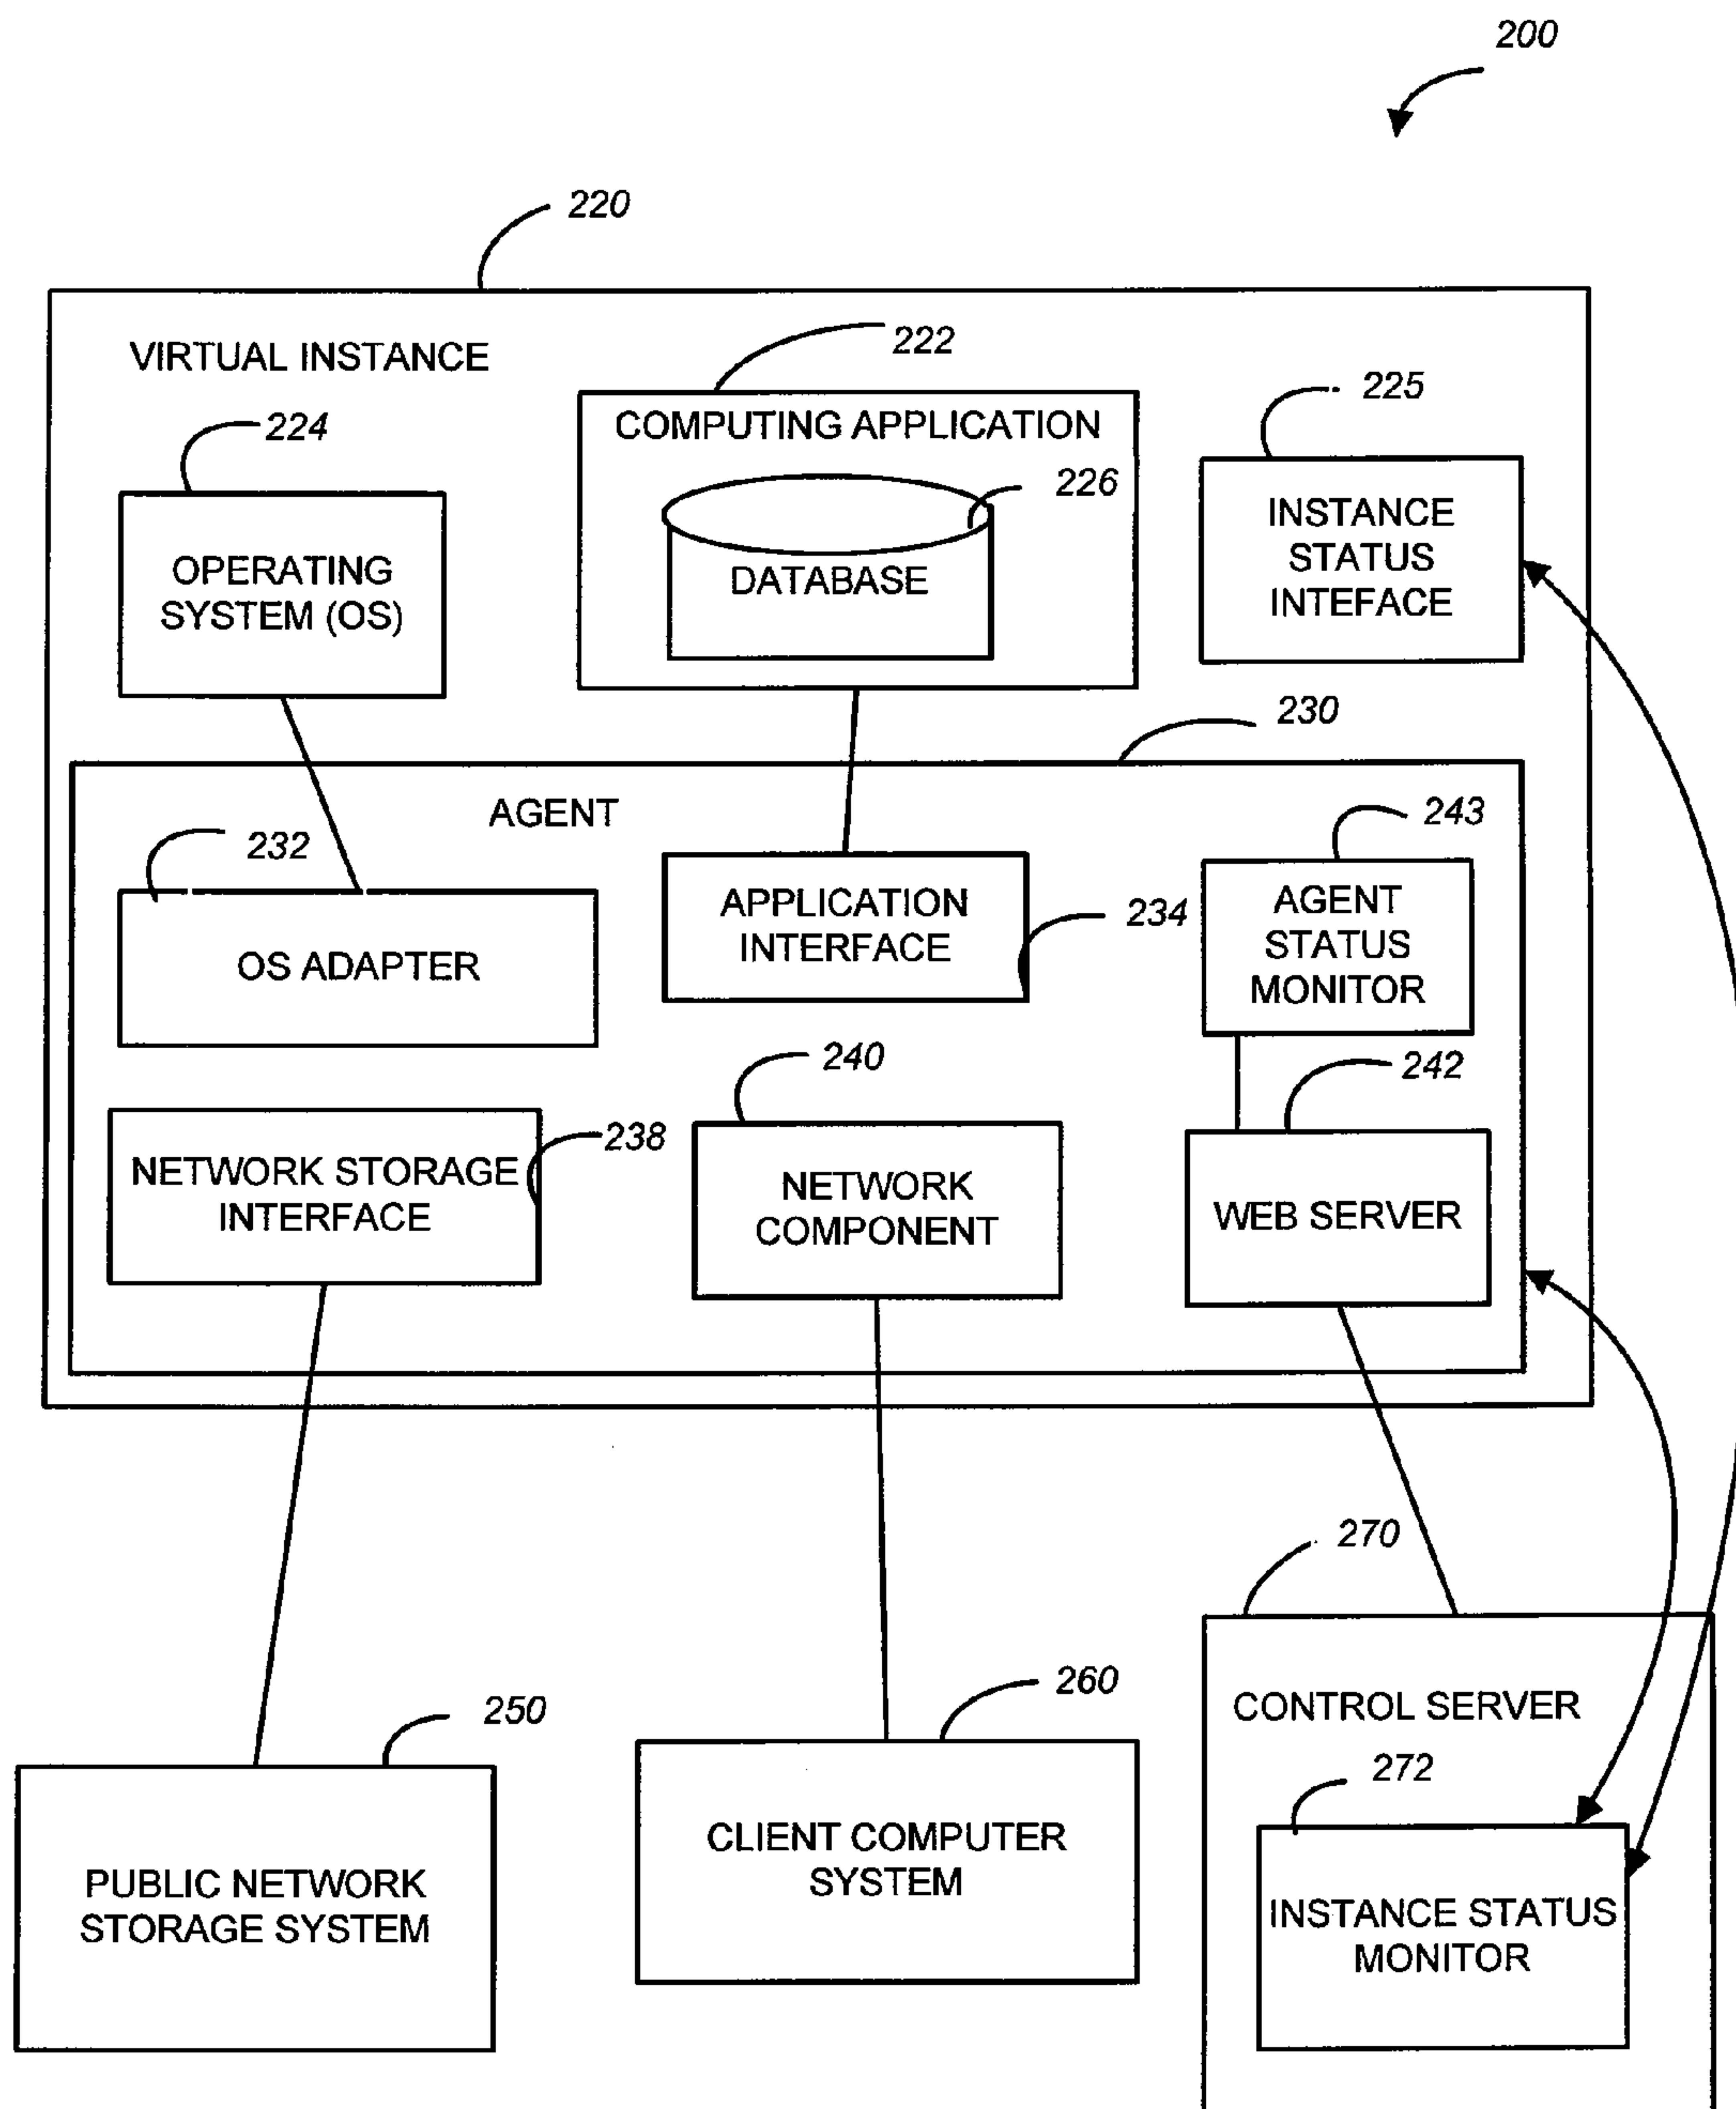 200
220
VIRTUAL INSTANCE
222
COMPUTING APPLICATION
225
224
226
INSTANCE
STATUS
INTEFACE
OPERATING
SYSTEM (OS)
DATABASE
230
AGENT
243
232
APPLICATION
INTERFACE
234
AGENT
STATUS
MONITOR
OS ADAPTER
240
242
238
NETWORK STORAGE
INTERFACE
NETWORK
COMPONENT
WEB SERVER
270
260
250
CONTROL SERVER
272
CLIENT COMPUTER
SYSTEM
PUBLIC NETWORK
STORAGE SYSTEM
INSTANCE STATUS
MONITOR